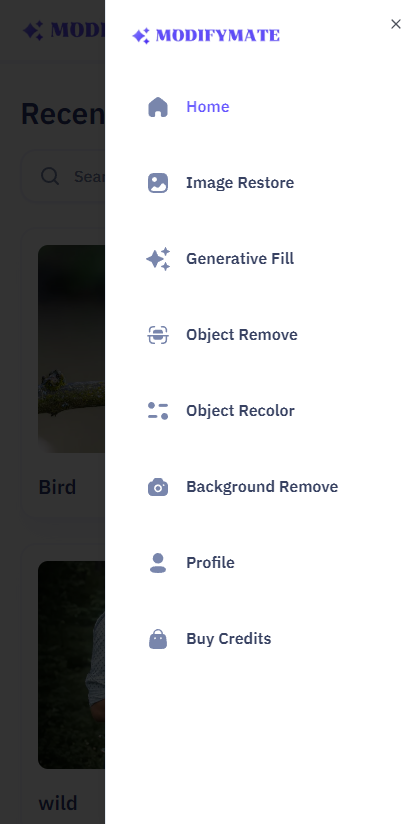 MODIFYMATE
Home
Image Restore
Generative Fill
Object Remove
Object Recolor
Background Remove
Profile
Buy Credits
Bird
wild